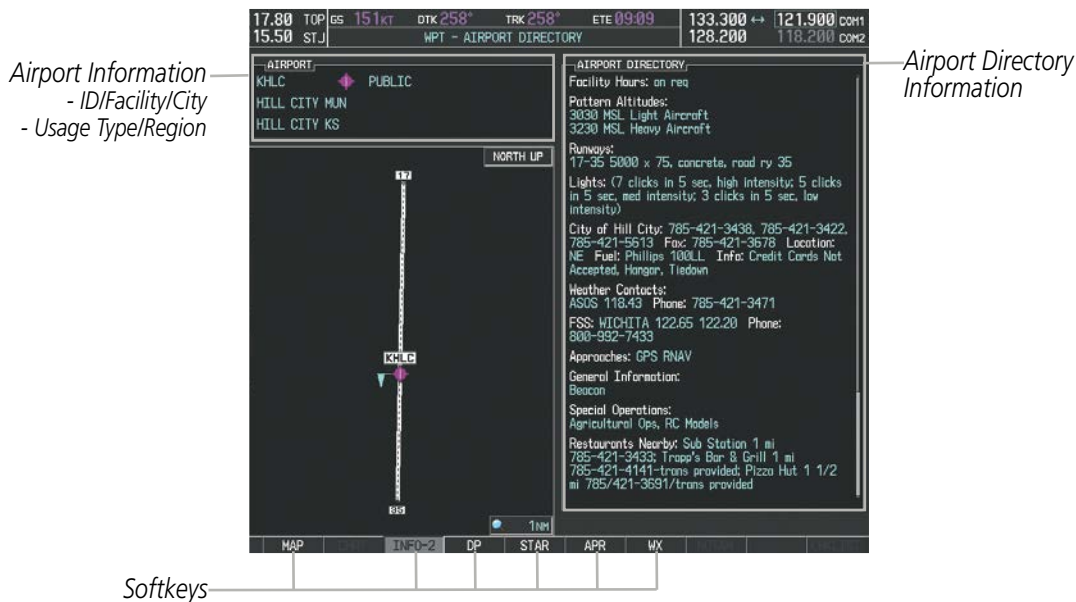 17.80 TOP GS 151KT DTK 258° TRK 258° ETE 09:09 133.300 ↔ 121.900 COM1
15.50 STJ WPT - AIRPORT DIRECTORY 128.200 118.200 COM2
Airport Information
- ID/Facility/City
- Usage Type/Region
AIRPORT
KHLC PUBLIC
HILL CITY MUN
HILL CITY KS
NORTH UP
17
KHLC
35
1NM
AIRPORT DIRECTORY
Facility Hours: on req
Pattern Altitudes:
3030 MSL Light Aircraft
3230 MSL Heavy Aircraft
Runways:
17-35 5000 x 75, concrete, road ry 35
Lights: (7 clicks in 5 sec, high intensity; 5 clicks
in 5 sec, med intensity; 3 clicks in 5 sec, low
intensity)
City of Hill City: 785-421-3438, 785-421-3422,
785-421-5613 Fax: 785-421-3678 Location:
NE Fuel: Phillips 100LL Info: Credit Cards Not
Accepted, Hangar, Tiedown
Weather Contacts:
ASOS 118.43 Phone: 785-421-3471
FSS: WICHITA 122.65 122.20 Phone:
800-992-7433
Approaches: GPS RNAV
General Information:
Beacon
Special Operations:
Agricultural Ops, RC Models
Restaurants Nearby: Sub Station 1 mi
785-421-3433; Trapp's Bar & Grill 1 mi
785-421-4141-trans provided; Pizza Hut 1 1/2
mi 785/421-3691/trans provided
Airport Directory
Information
MAP INFO-2 DP STAR APR WX
Softkeys